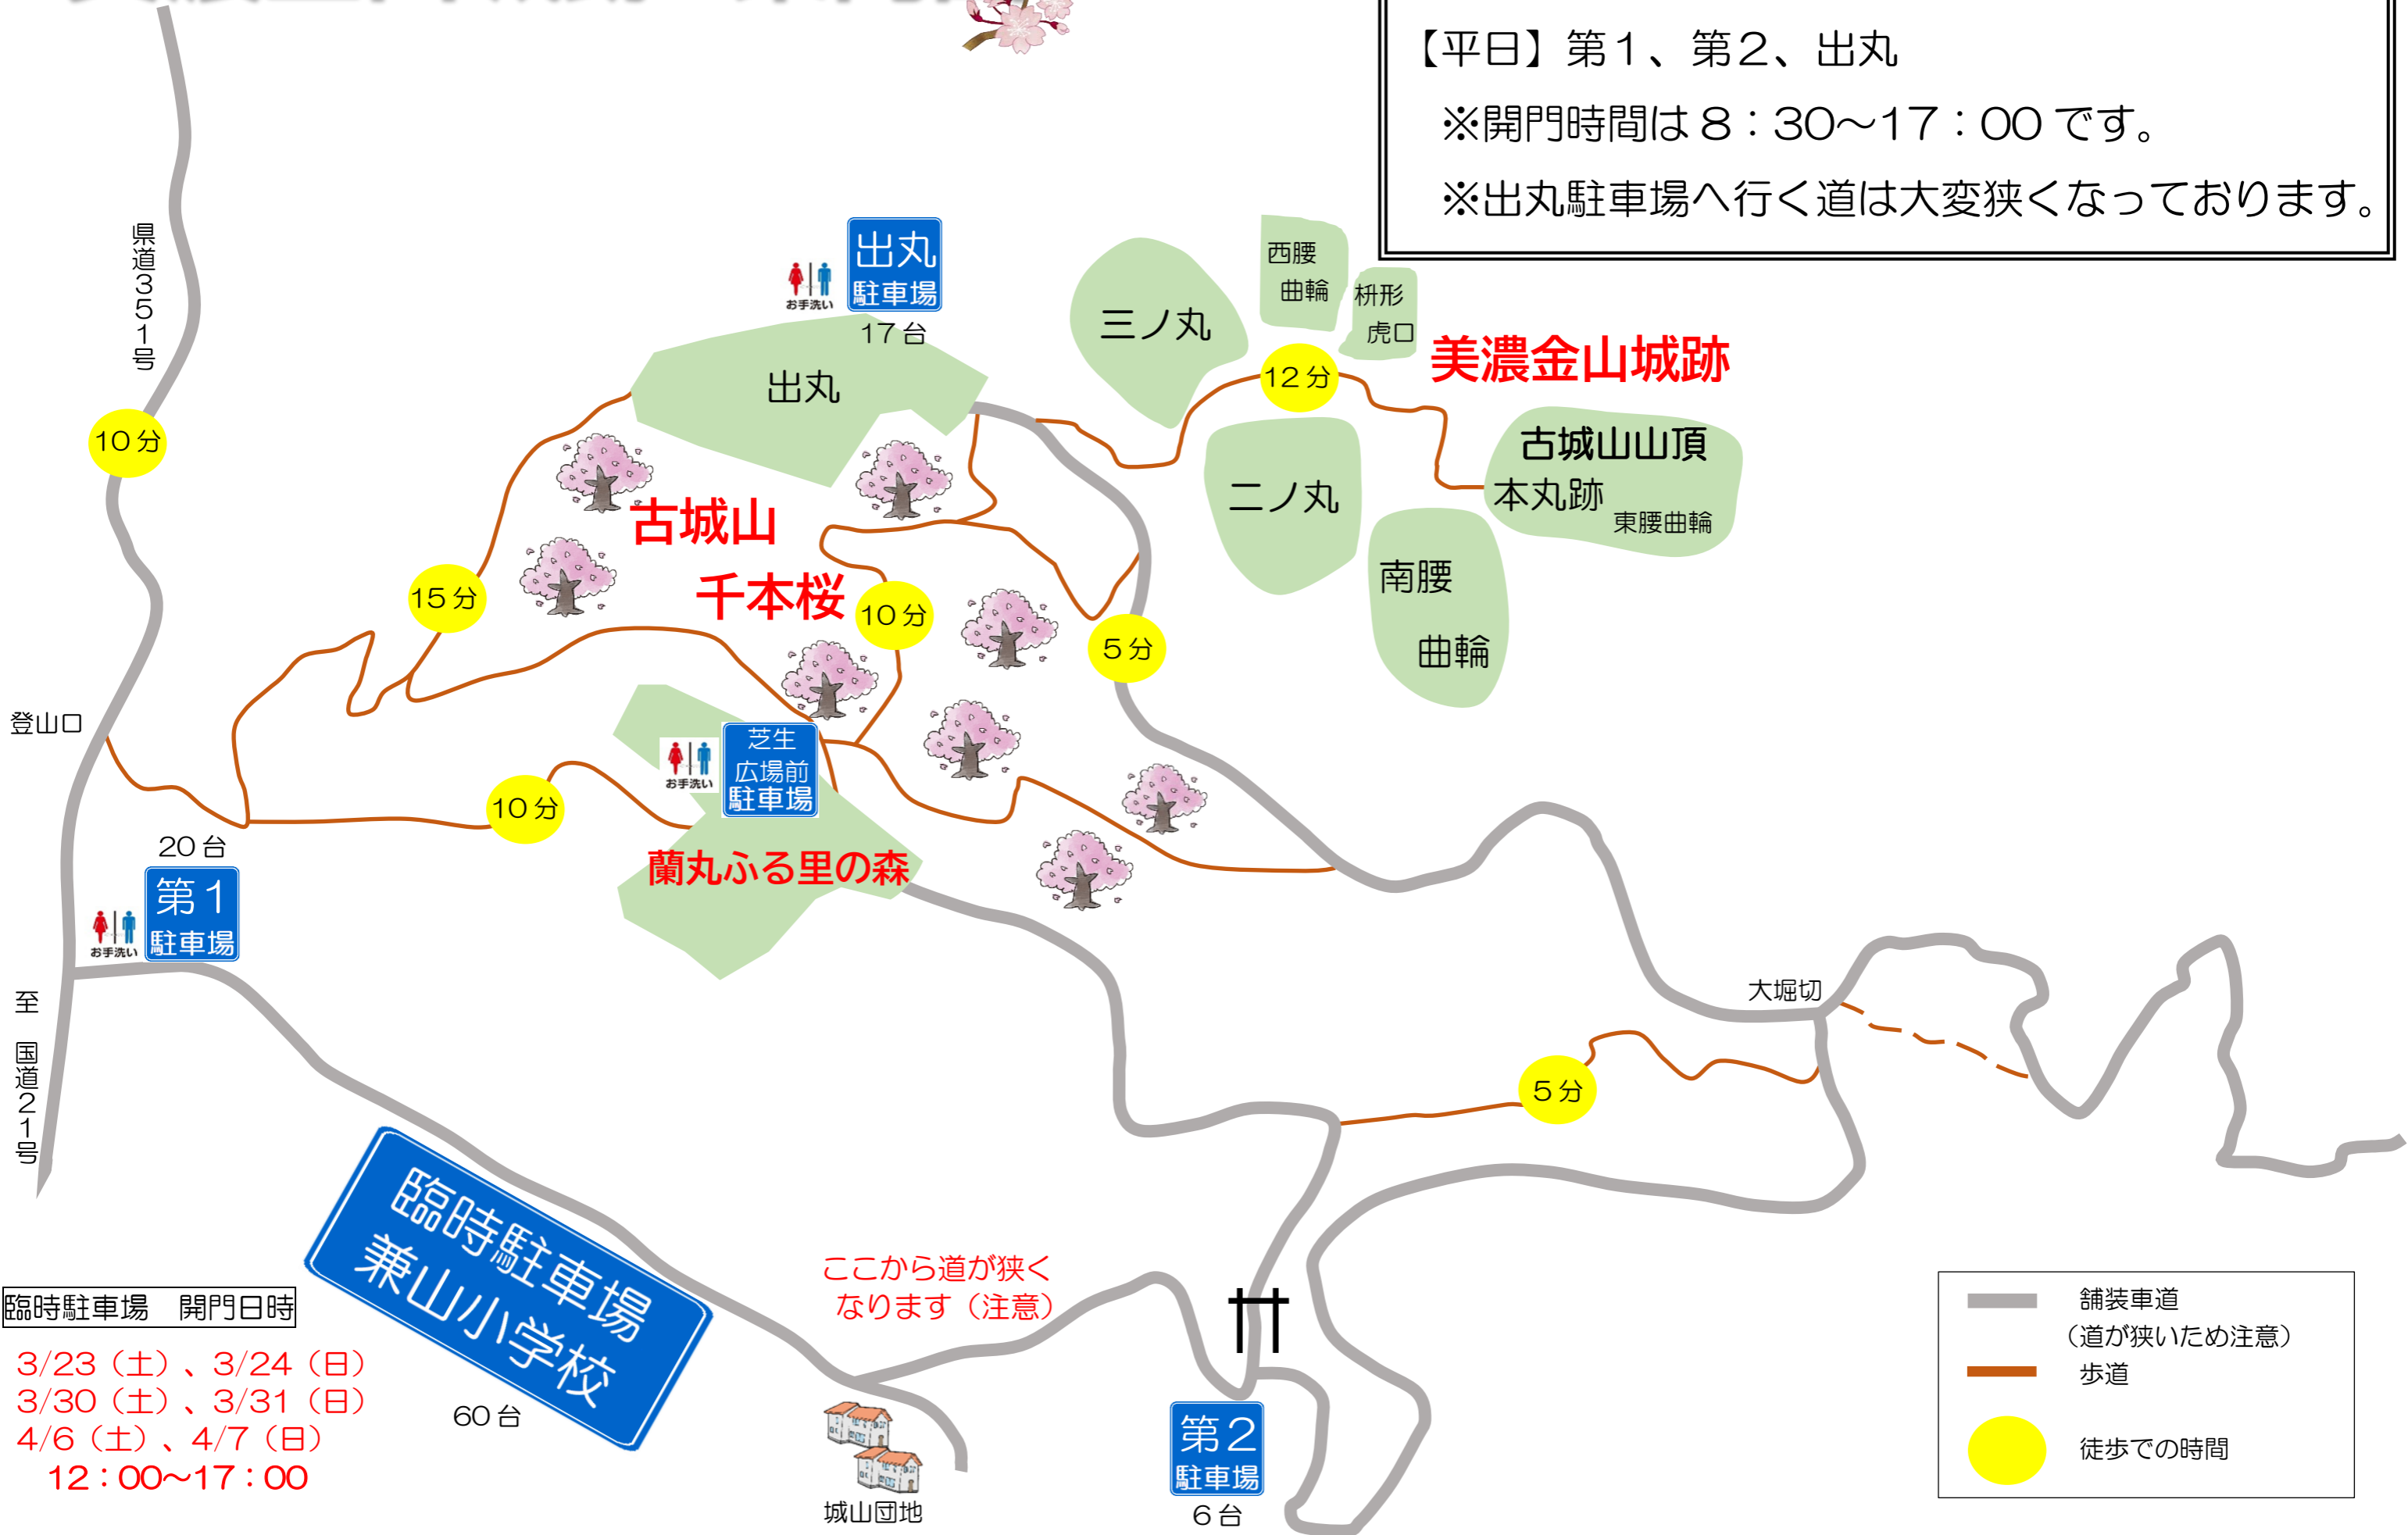 【平日】第１、第２、出丸
※開門時間は８：３０～１７：００です。
※出丸駐車場へ行く道は大変狭くなっております。
県道３５１号
10分
お手洗い
出丸
駐車場
17台
出丸
三ノ丸
西腰
曲輪
枡形
虎口
12分
美濃金山城跡
古城山山頂
本丸跡
東腰曲輪
二ノ丸
南腰
曲輪
古城山
千本桜
15分
10分
5分
登山口
お手洗い
芝生
広場前
駐車場
10分
蘭丸ふる里の森
20台
第１
駐車場
お手洗い
至　国道２１号
大堀切
5分
臨時駐車場
兼山小学校
60台
臨時駐車場　開門日時
3/23（土）、3/24（日）
3/30（土）、3/31（日）
4/6（土）、4/7（日）
12：00～17：00
ここから道が狭く
なります（注意）
城山団地
第２
駐車場
6台
舗装車道
（道が狭いため注意）
歩道
徒歩での時間